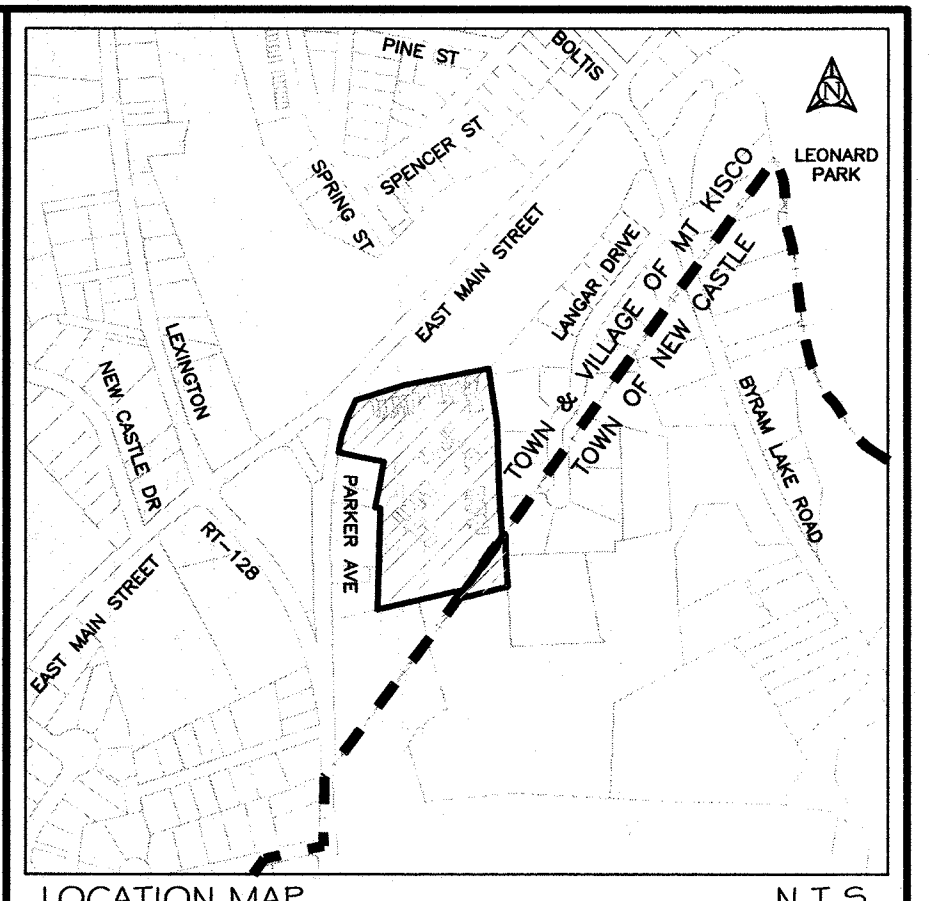 PINE ST
BOLTIS
N
LEONARD
PARK
SPENCER ST
SPRING ST
EAST MAIN STREET
LANGAR DRIVE
TOWN & VILLAGE OF MT KISCO
TOWN OF NEW CASTLE
LEXINGTON
NEW CASTLE DR
BYRAM LAKE ROAD
PARKER AVE
RT-128
EAST MAIN STREET
LOCATION MAP
N.T.S.